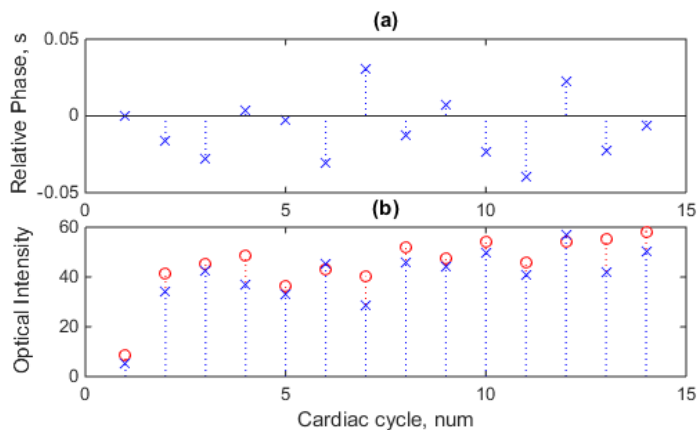 (a)
Relative Phase, s
0.05
0
-0.05
0 5 10 15
(b)
Optical Intensity
60
40
20
0
0 5 10 15
Cardiac cycle, num